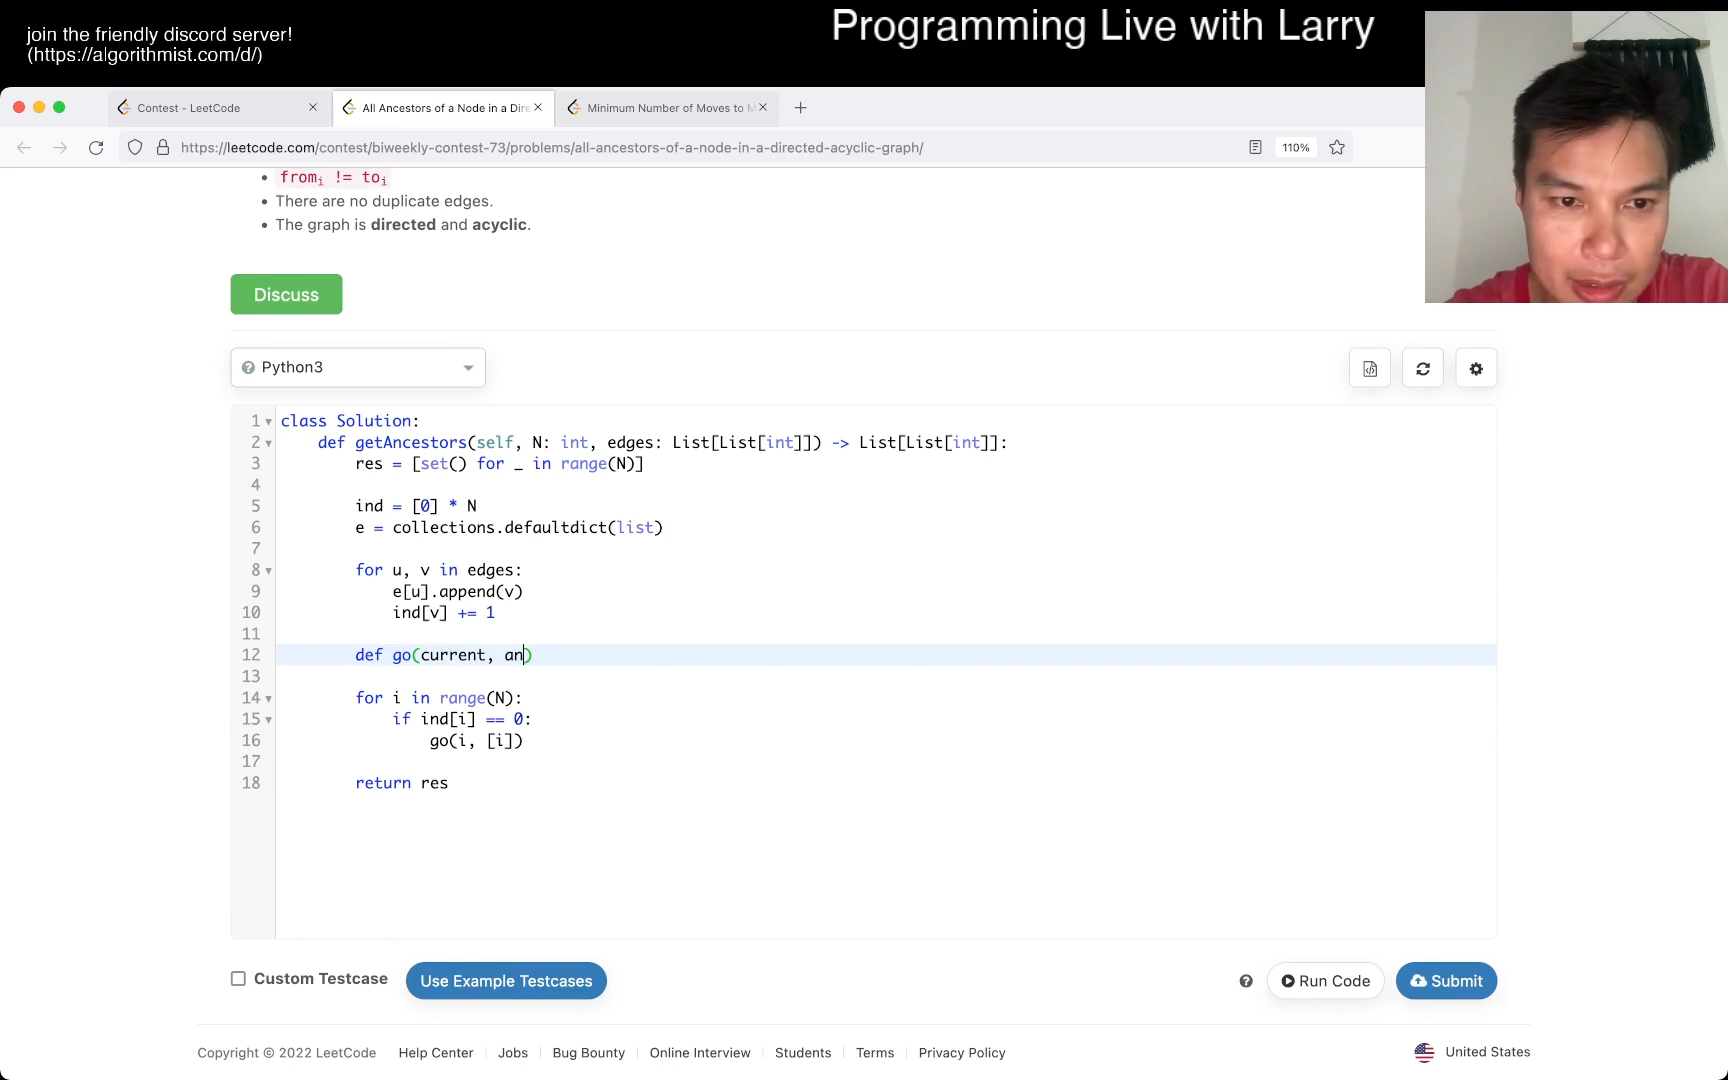 join the friendly discord server!
(https://algorithmist.com/d/)
Programming Live with Larry
Contest - LeetCode
All Ancestors of a Node in a Dire
Minimum Number of Moves to M
https://leetcode.com/contest/biweekly-contest-73/problems/all-ancestors-of-a-node-in-a-directed-acyclic-graph/
110%
• fromi != toi
• There are no duplicate edges.
• The graph is directed and acyclic.
Discuss
Python3
1 class Solution:
2     def getAncestors(self, N: int, edges: List[List[int]]) -> List[List[int]]:
3         res = [set() for _ in range(N)]
4
5         ind = [0] * N
6         e = collections.defaultdict(list)
7
8         for u, v in edges:
9             e[u].append(v)
10             ind[v] += 1
11
12         def go(current, an)
13
14         for i in range(N):
15             if ind[i] == 0:
16                 go(i, [i])
17
18         return res
Custom Testcase
Use Example Testcases
Run Code
Submit
Copyright © 2022 LeetCode
Help Center
Jobs
Bug Bounty
Online Interview
Students
Terms
Privacy Policy
United States